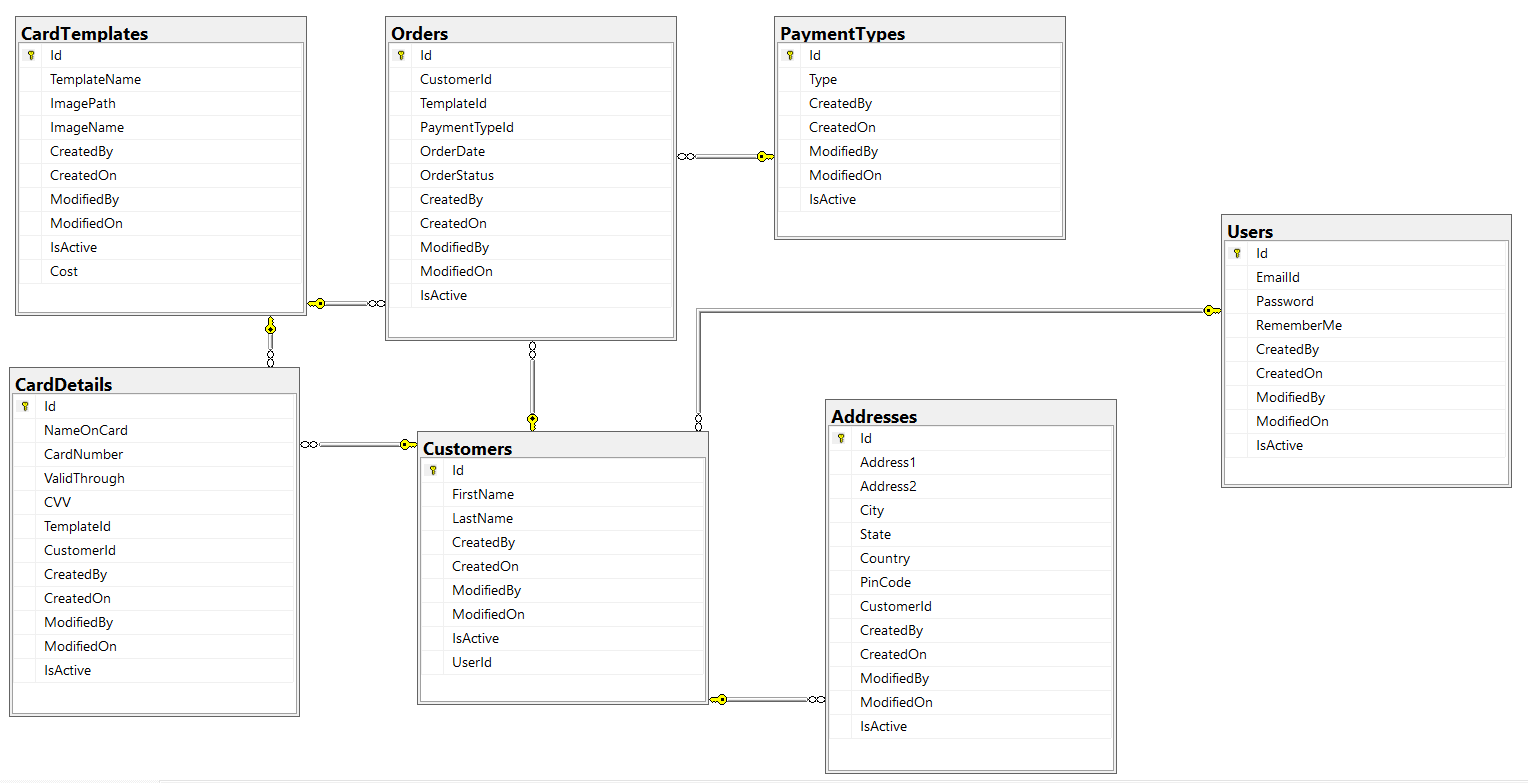 CardTemplates
Id
TemplateName
ImagePath
ImageName
CreatedBy
CreatedOn
ModifiedBy
ModifiedOn
IsActive
Cost
Orders
Id
CustomerId
TemplateId
PaymentTypeId
OrderDate
OrderStatus
CreatedBy
CreatedOn
ModifiedBy
ModifiedOn
IsActive
PaymentTypes
Id
Type
CreatedBy
CreatedOn
ModifiedBy
ModifiedOn
IsActive
Users
Id
EmailId
Password
RememberMe
CreatedBy
CreatedOn
ModifiedBy
ModifiedOn
IsActive
CardDetails
Id
NameOnCard
CardNumber
ValidThrough
CVV
TemplateId
CustomerId
CreatedBy
CreatedOn
ModifiedBy
ModifiedOn
IsActive
Customers
Id
FirstName
LastName
CreatedBy
CreatedOn
ModifiedBy
ModifiedOn
IsActive
UserId
Addresses
Id
Address1
Address2
City
State
Country
PinCode
CustomerId
CreatedBy
CreatedOn
ModifiedBy
ModifiedOn
IsActive